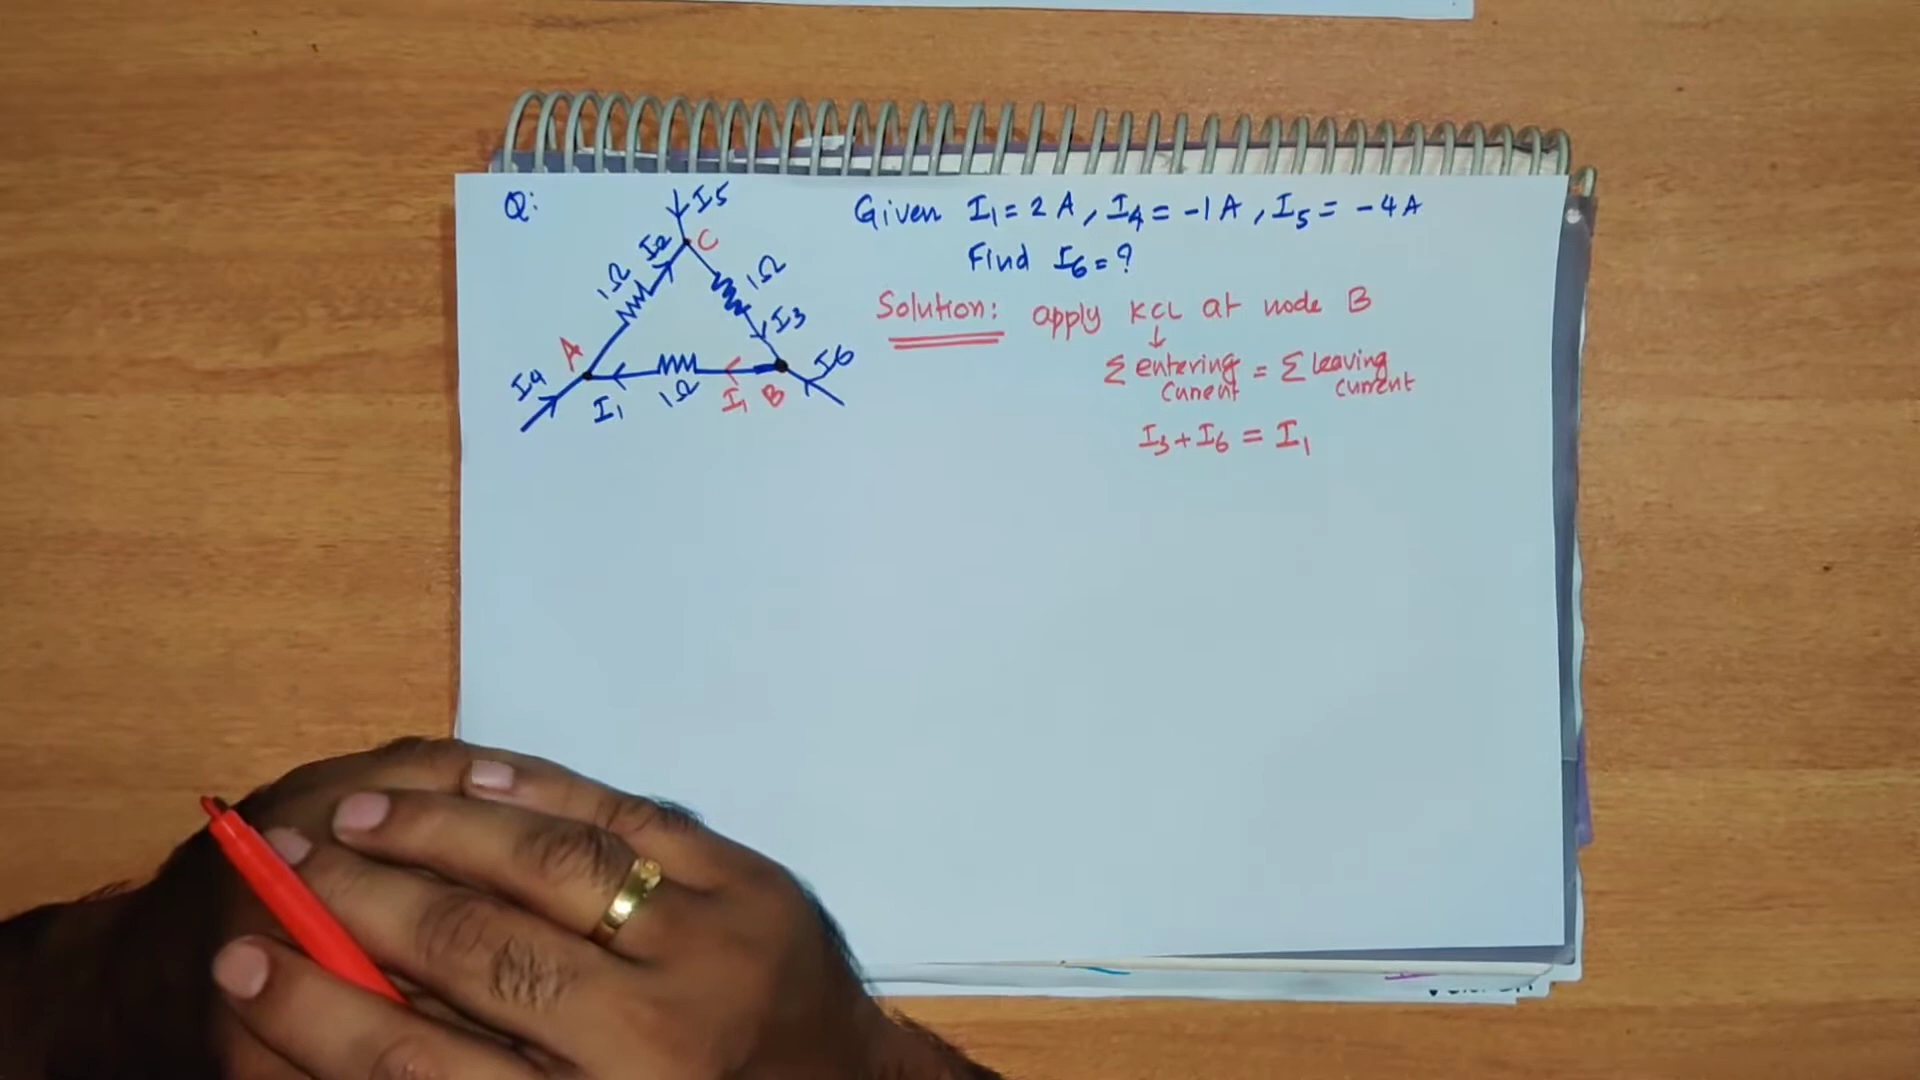 Q:
I5
Given I1 = 2 A, I4 = -1 A, I5 = -4 A
I2 C
1Ω 1Ω
Find I6 = ?
Solution: apply KCL at node B
I3
A
I6
Σ entering current = Σ leaving current
I4
I1 1Ω I1 B
I3 + I6 = I1